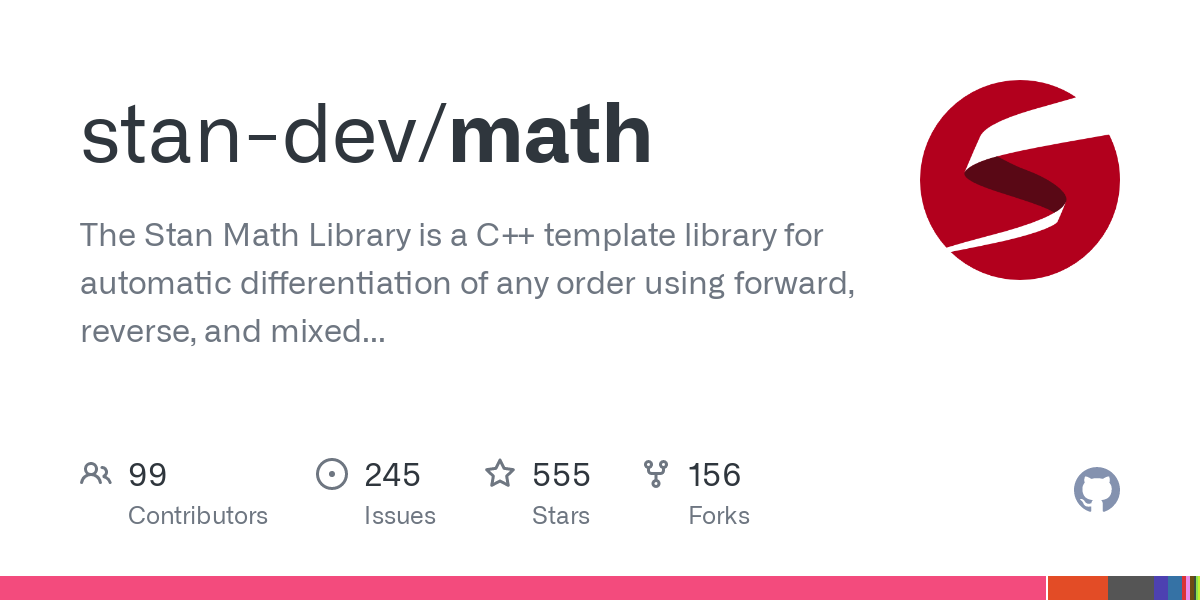 stan-dev/math
The Stan Math Library is a C++ template library for
automatic differentiation of any order using forward,
reverse, and mixed...
99 245 555 156
Contributors Issues Stars Forks